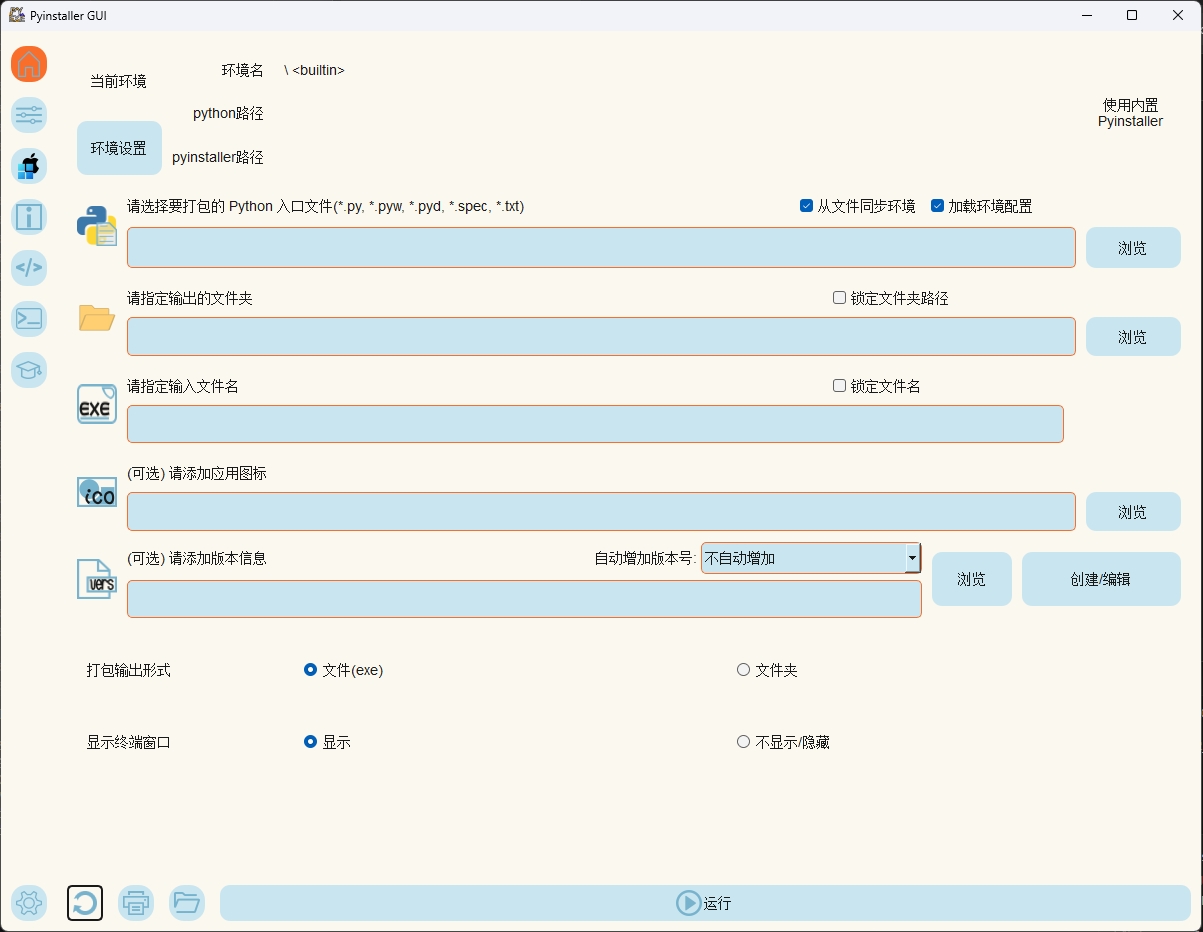 Pyinstaller GUI
当前环境
环境名
\ <builtin>
python路径
使用内置
Pyinstaller
环境设置
pyinstaller路径
请选择要打包的 Python 入口文件(*.py, *.pyw, *.pyd, *.spec, *.txt)
从文件同步环境
加载环境配置
浏览
请指定输出的文件夹
锁定文件夹路径
浏览
请指定输入文件名
锁定文件名
EXE
(可选) 请添加应用图标
ico
浏览
(可选) 请添加版本信息
自动增加版本号:
不自动增加
vers
浏览
创建/编辑
打包输出形式
文件(exe)
文件夹
显示终端窗口
显示
不显示/隐藏
运行